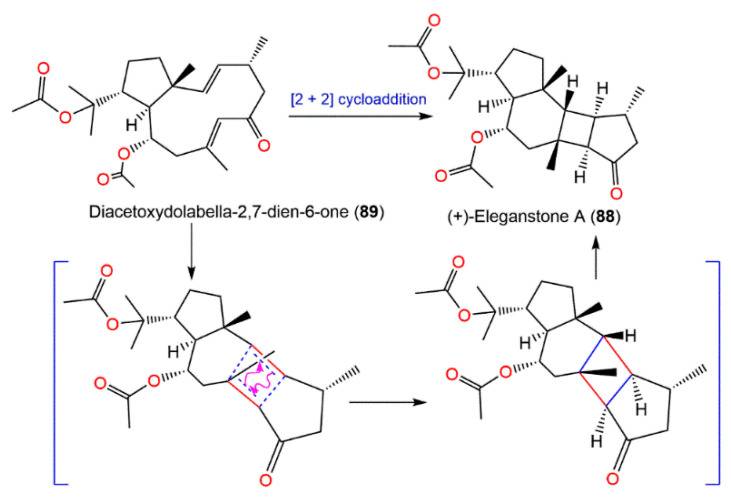 O
O
H
O
O
O
[2 + 2] cycloaddition
O
O
H
H
H
O
O
H
O
Diacetoxydolabella-2,7-dien-6-one (89)
(+)-Eleganstone A (88)
O
O
H
O
O
O
O
O
H
H
O
O
H
H
O